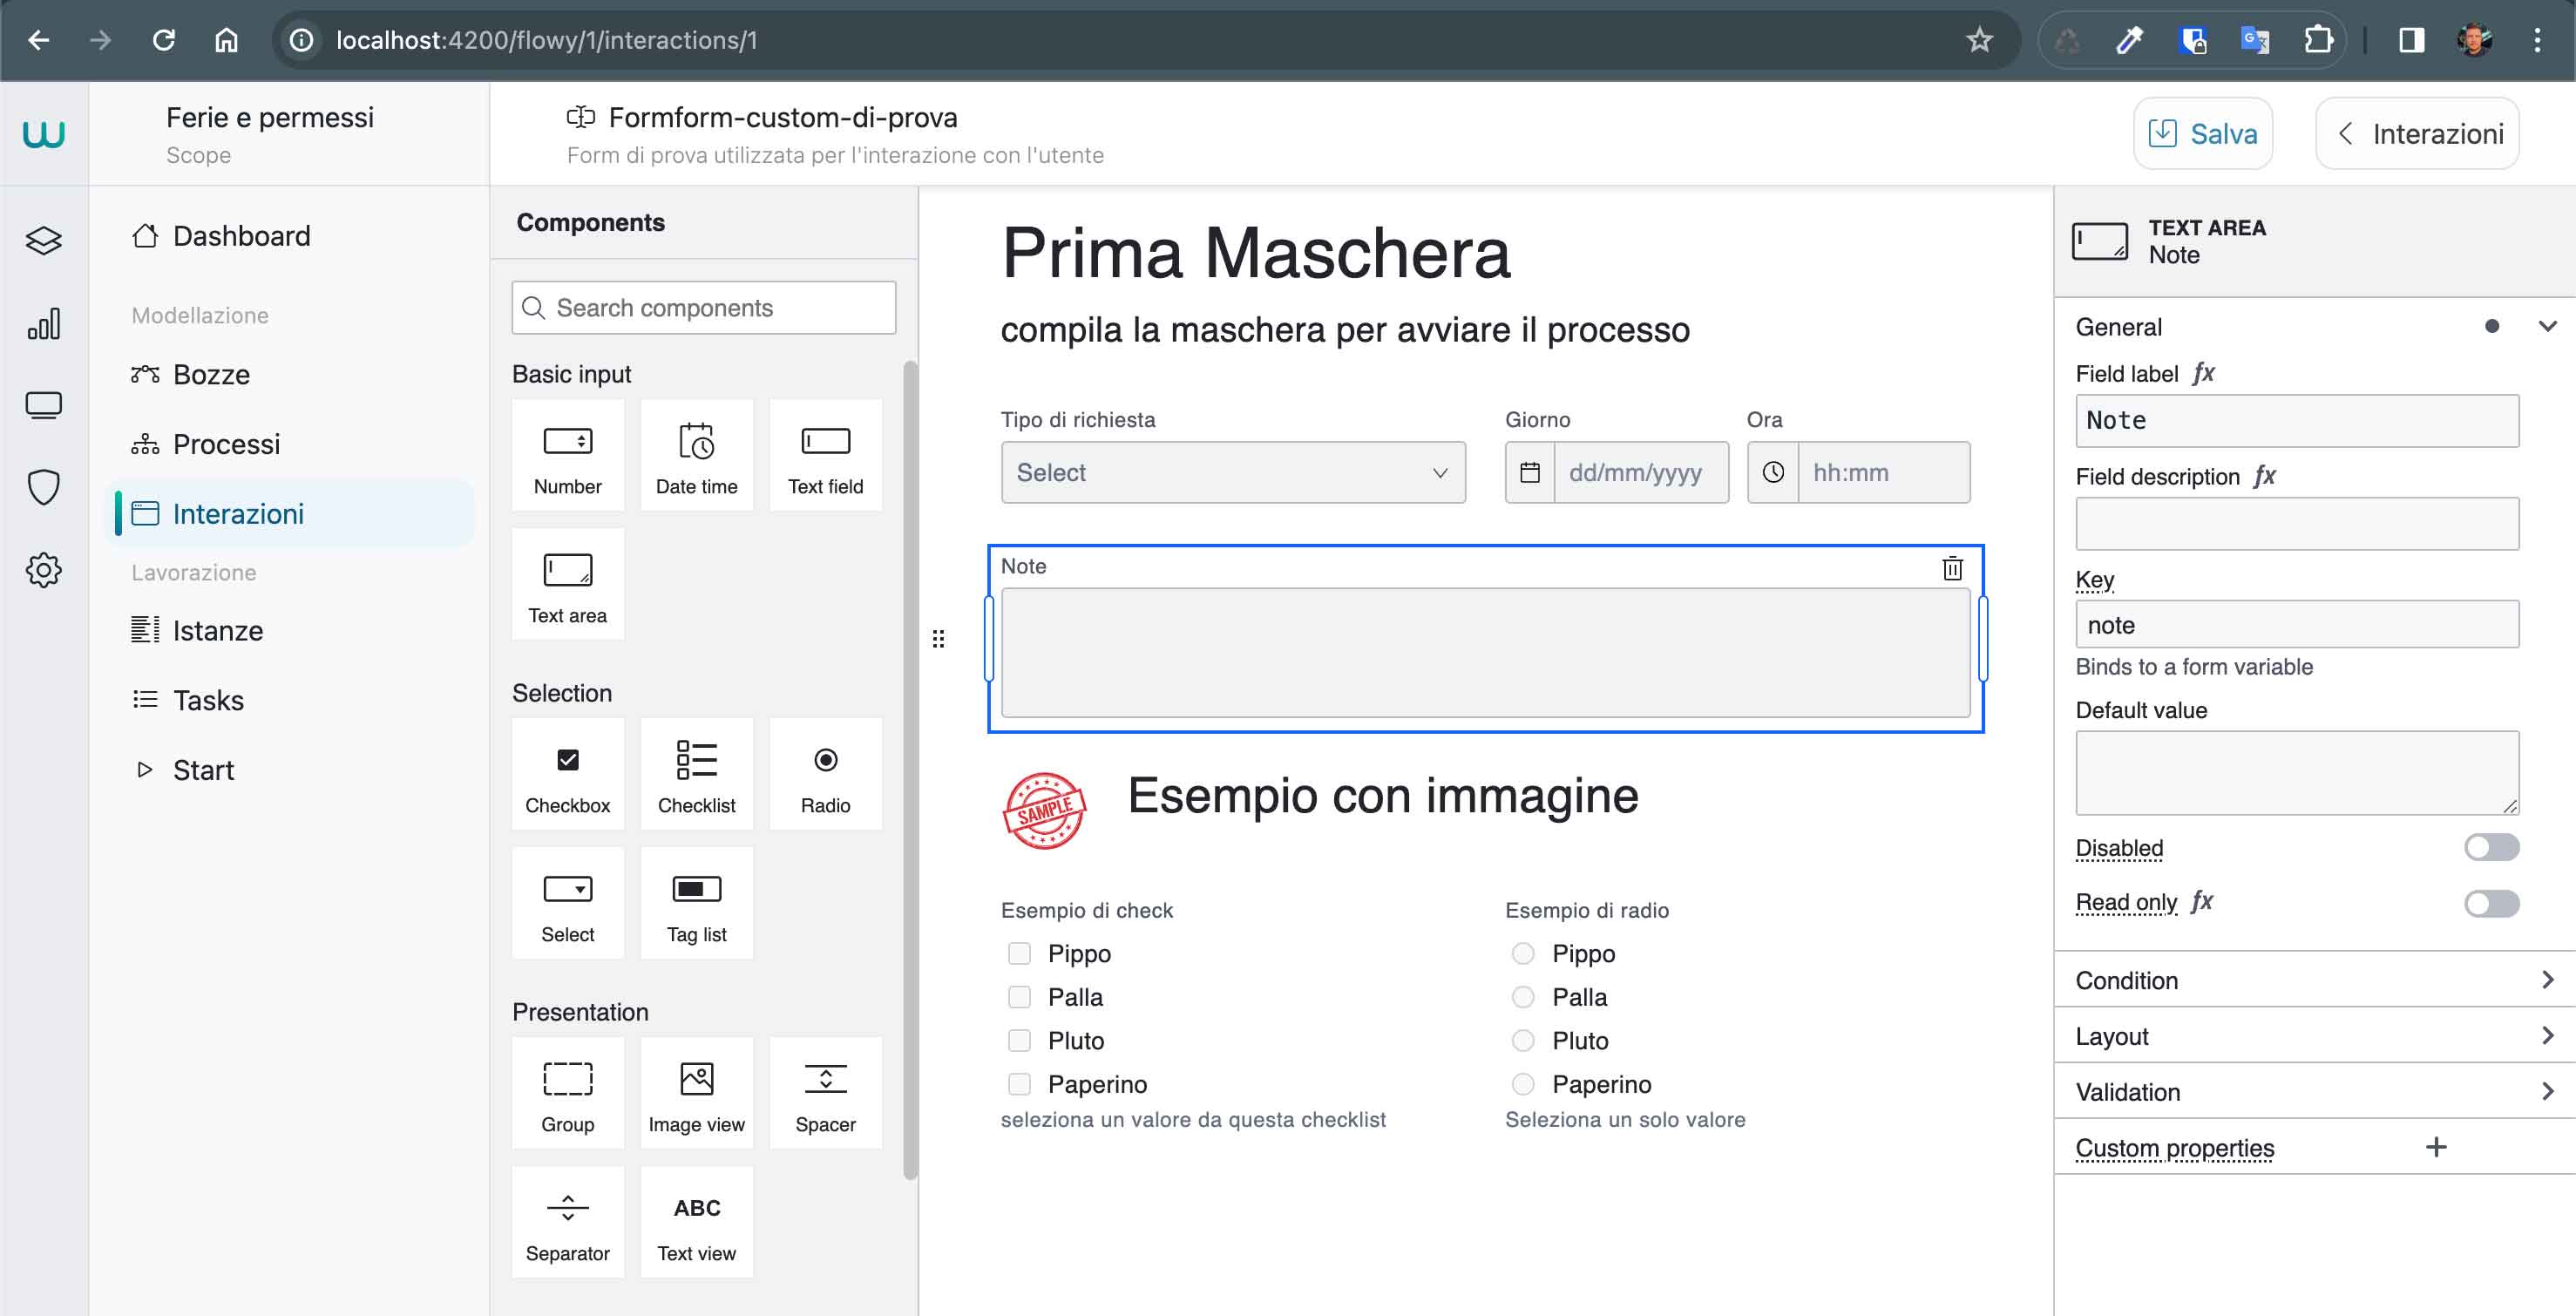 localhost:4200/flowy/1/interactions/1
Ferie e permessi
Scope
Formform-custom-di-prova
Form di prova utilizzata per l'interazione con l'utente
Salva
Interazioni
Dashboard
Modellazione
Bozze
Processi
Interazioni
Lavorazione
Istanze
Tasks
Start
Components
Search components
Basic input
Number
Date time
Text field
Text area
Selection
Checkbox
Checklist
Radio
Select
Tag list
Presentation
Group
Image view
Spacer
Separator
ABC
Text view
Prima Maschera
compila la maschera per avviare il processo
Tipo di richiesta
Select
Giorno
dd/mm/yyyy
Ora
hh:mm
Note
SAMPLE
Esempio con immagine
Esempio di check
Pippo
Palla
Pluto
Paperino
seleziona un valore da questa checklist
Esempio di radio
Pippo
Palla
Pluto
Paperino
Seleziona un solo valore
TEXT AREA
Note
General
Field label fx
Note
Field description fx
Key
note
Binds to a form variable
Default value
Disabled
Read only fx
Condition
Layout
Validation
Custom properties